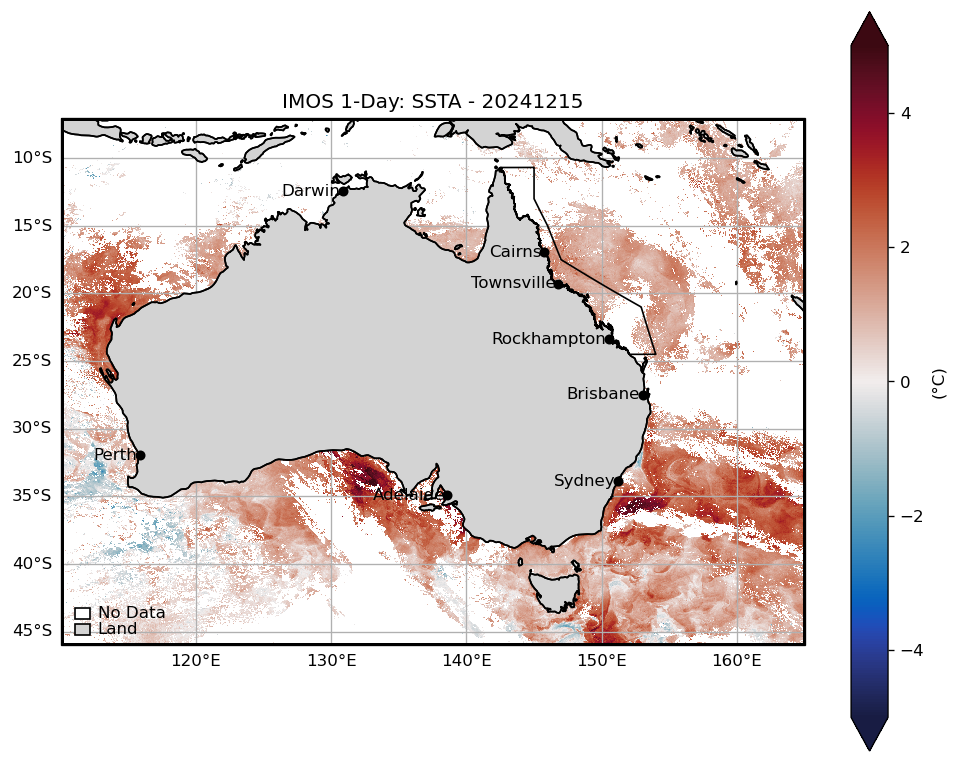 IMOS 1-Day: SSTA - 20241215
10°S
15°S
20°S
25°S
30°S
35°S
40°S
45°S
Darwin
Cairns
Townsville
Rockhampton
Brisbane
Perth
Sydney
Adelaide
No Data
Land
120°E
130°E
140°E
150°E
160°E
4
2
0
−2
−4
(°C)